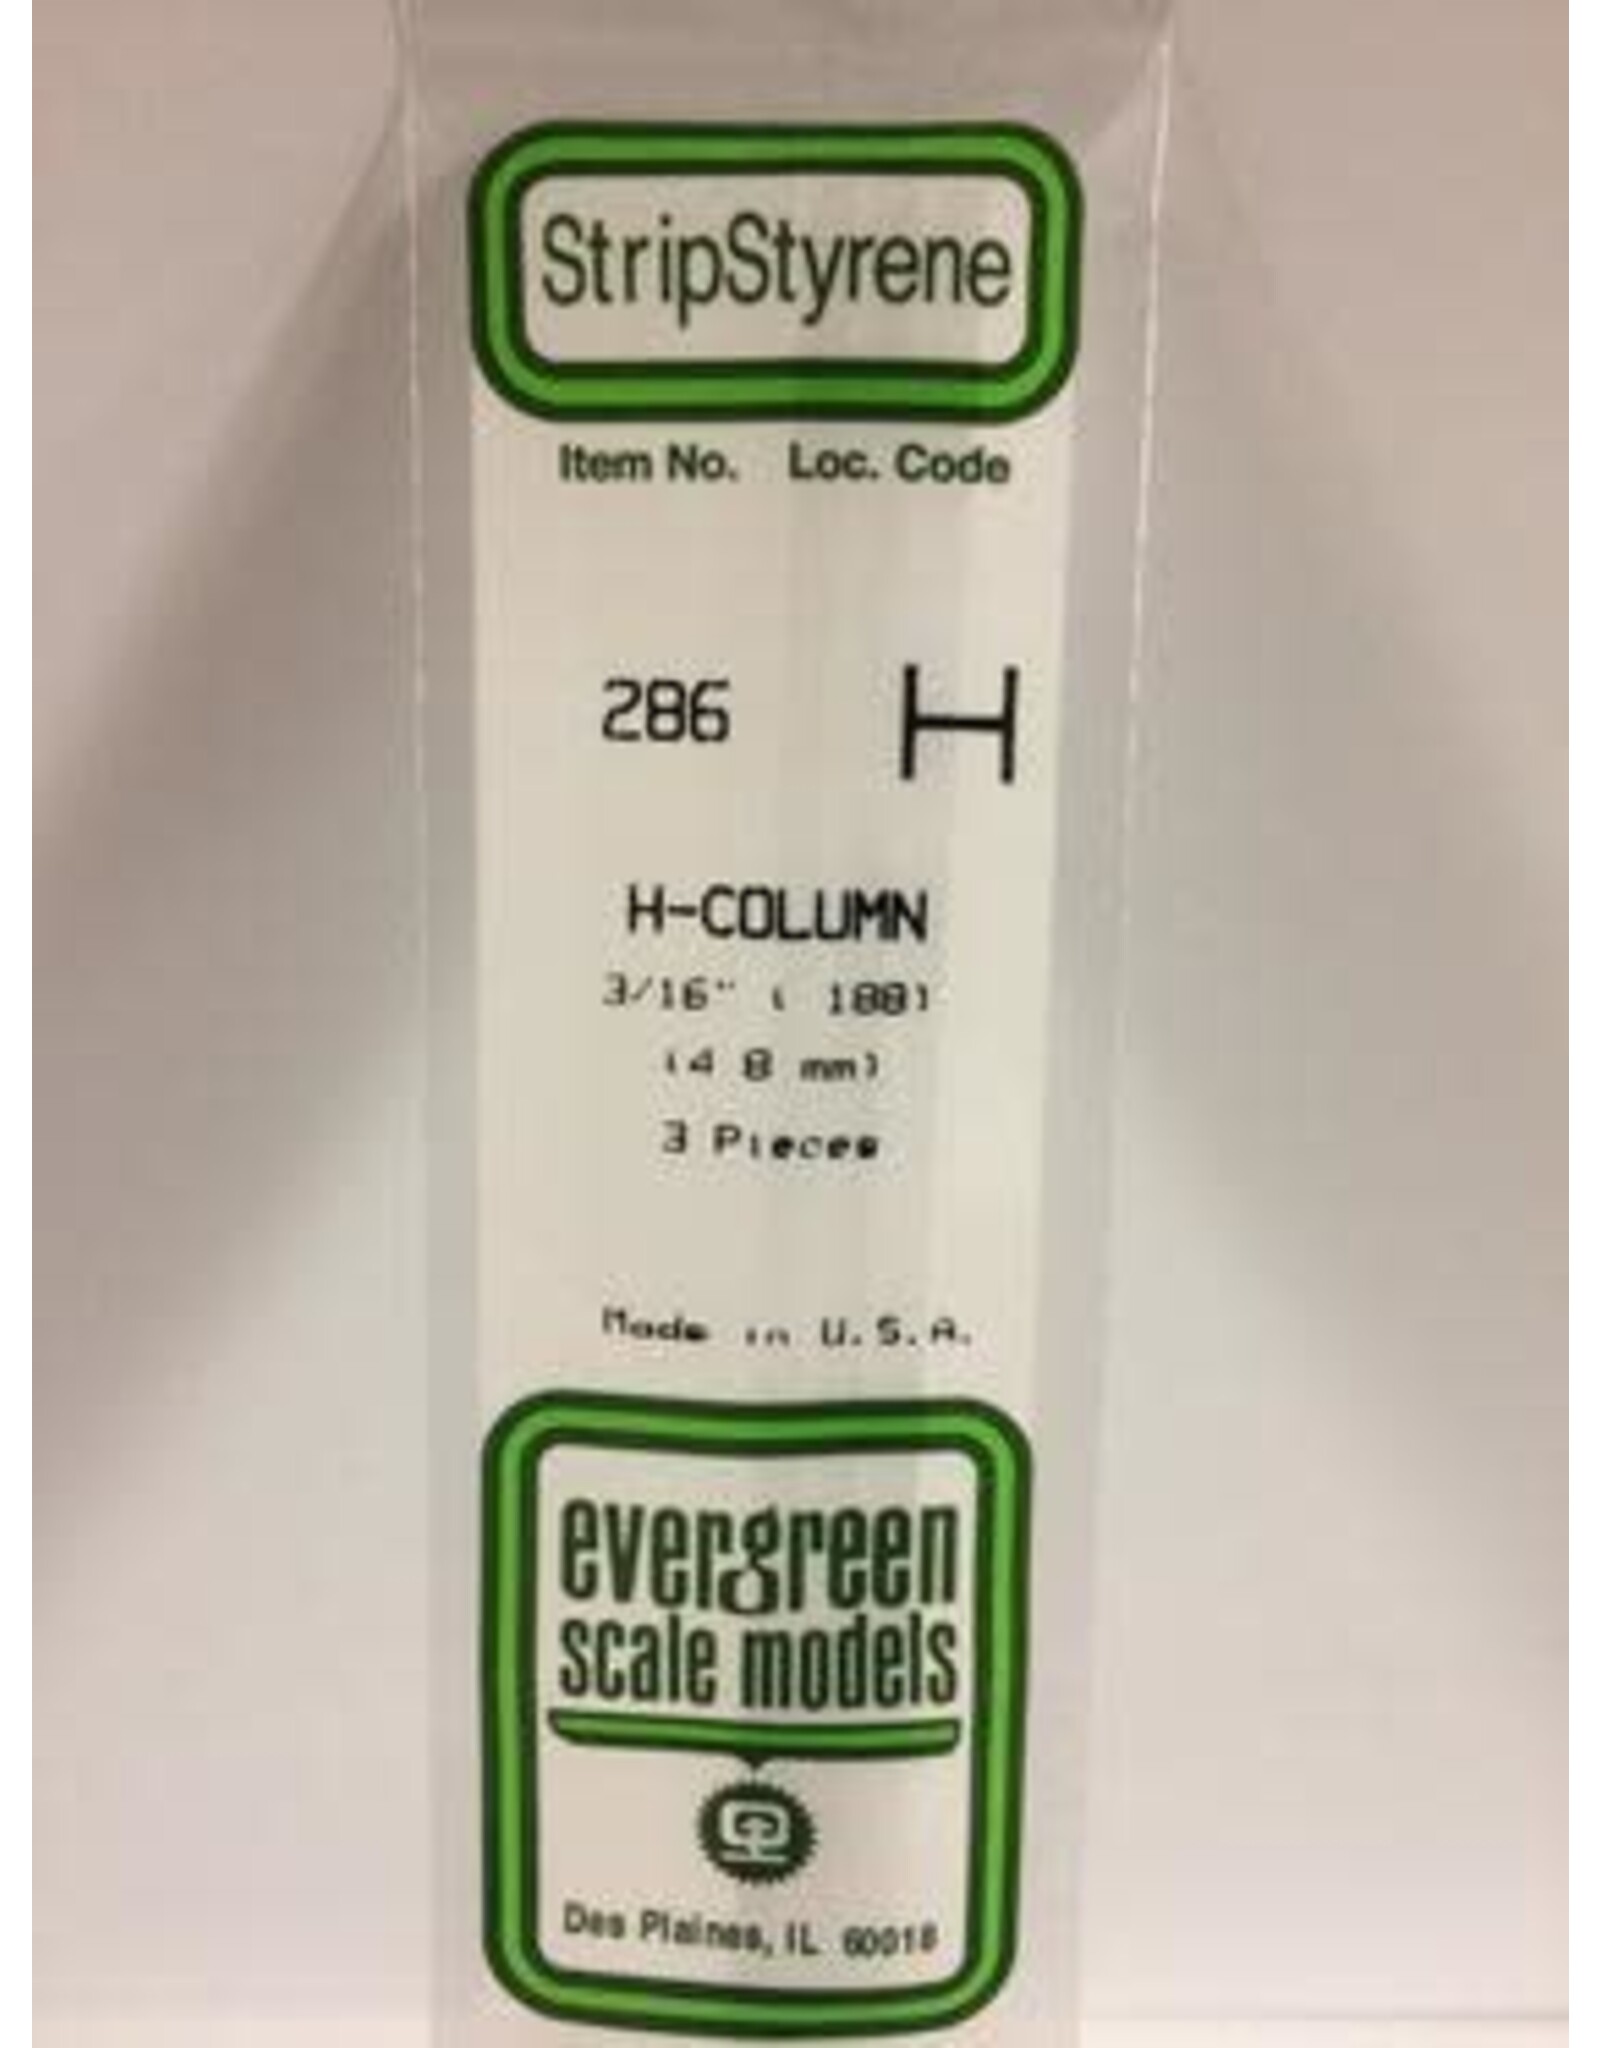 StripStyrene
Item No. Loc. Code
286 H
H-COLUMN
3/16" (.188)
(4.8 mm)
3 Pieces
Made in U.S.A.
evergreen
scale models
Des Plaines, IL 60018